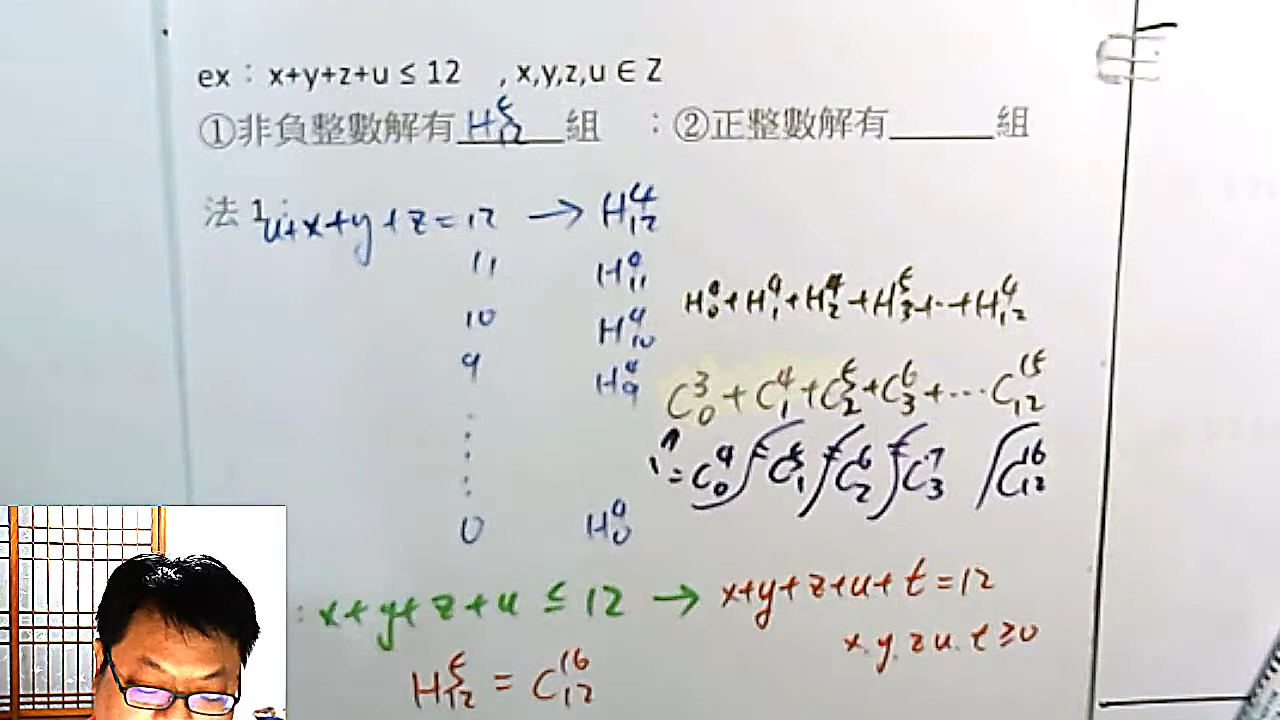 ex：x+y+z+u ≤ 12 , x,y,z,u ∈ Z
①非負整數解有 H⁵₁₂ 組 ：②正整數解有______組
法 1：u+x+y+z=12 → H⁴₁₂
11 H⁴₁₁
10 H⁴₁₀
9 H⁴₉
⋮
0 H⁴₀
H⁴₀+H⁴₁+H⁴₂+H⁵₃+⋯+H⁴₁₂
C³₀+C⁴₁+C⁵₂+C⁶₃+⋯C¹⁵₁₂
1=C⁴₀ C⁵₁ C⁶₂ C⁷₃ C¹⁶₁₂
：x+y+z+u ≤ 12 → x+y+z+u+t=12
x.y.z u.t ≥0
H⁵₁₂ = C¹⁶₁₂